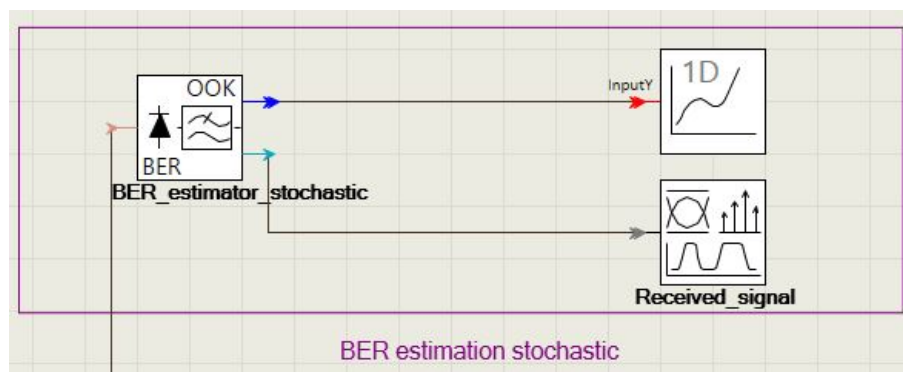 OOK
BER
BER_estimator_stochastic
InputY
1D
Received_signal
BER estimation stochastic